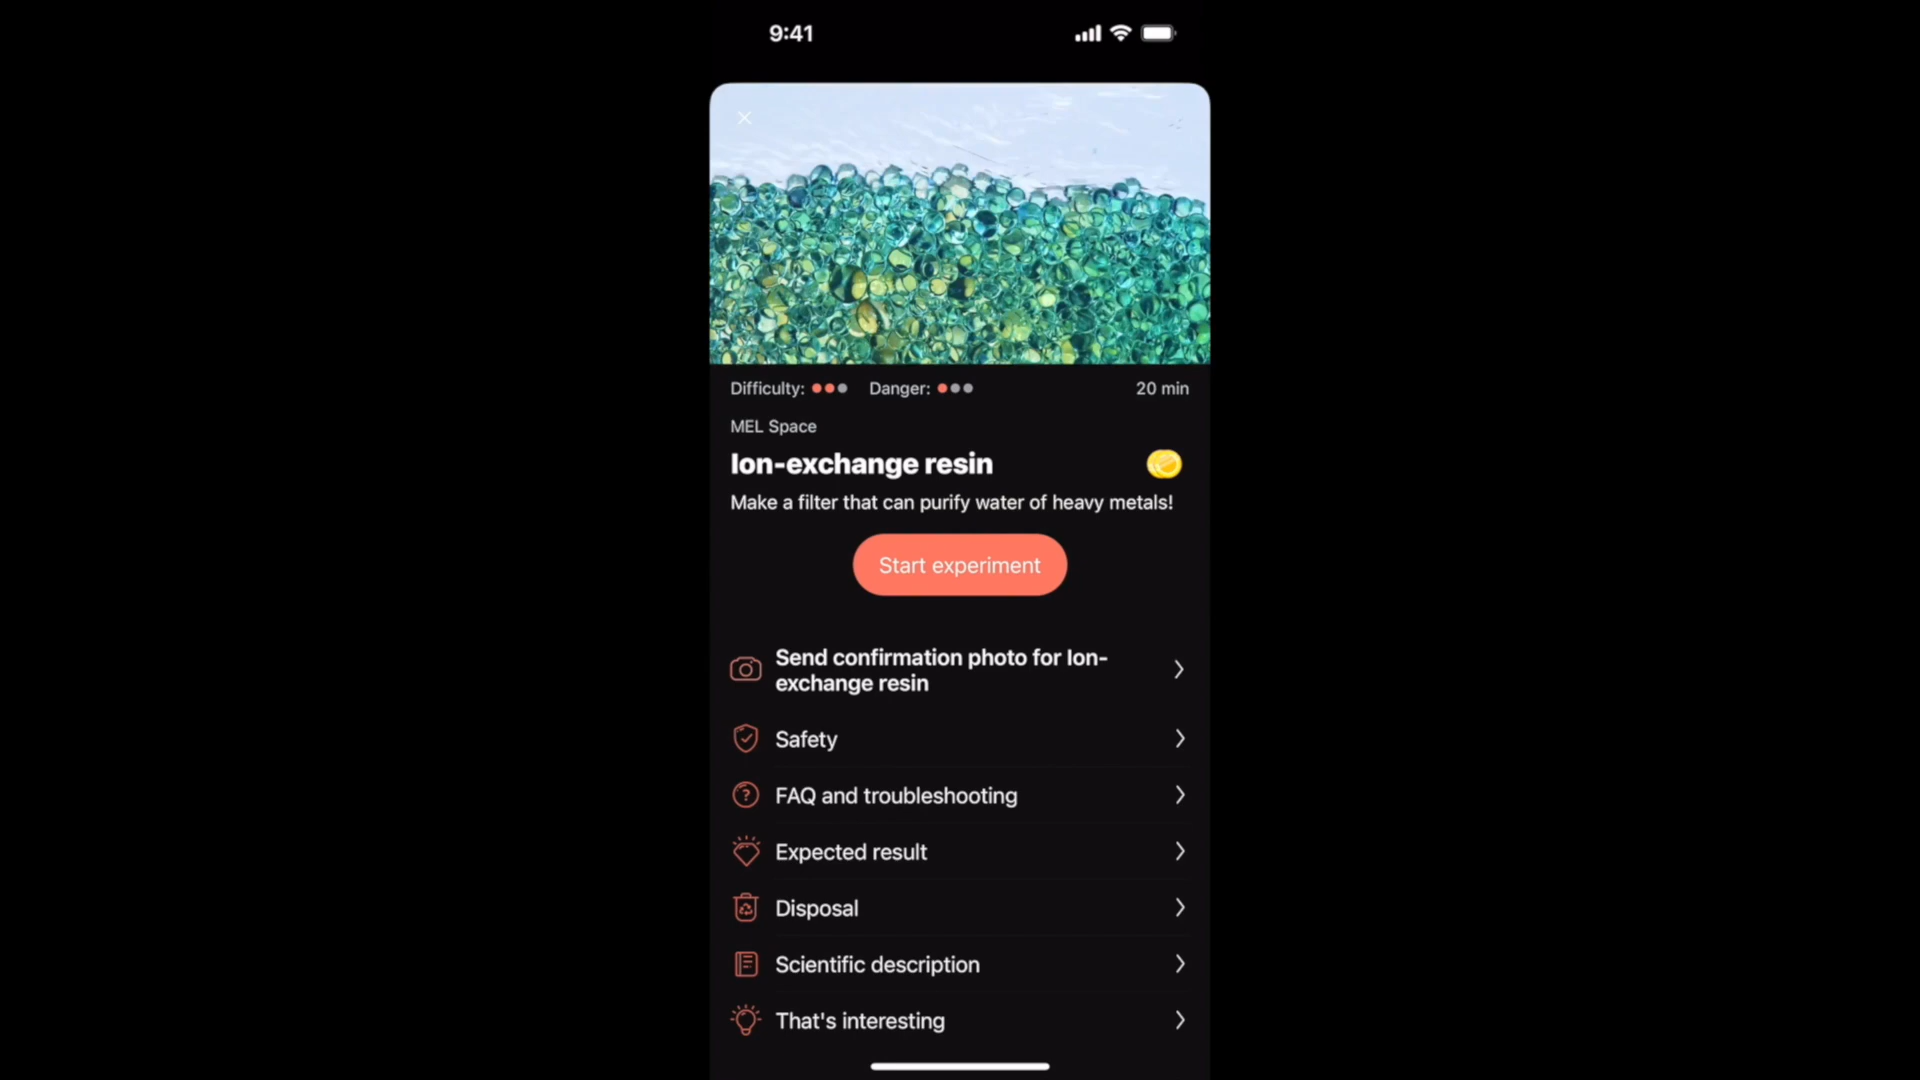 9:41
Difficulty: Danger: 20 min
MEL Space
Ion-exchange resin
Make a filter that can purify water of heavy metals!
Start experiment
Send confirmation photo for Ion-
exchange resin
Safety
FAQ and troubleshooting
Expected result
Disposal
Scientific description
That's interesting